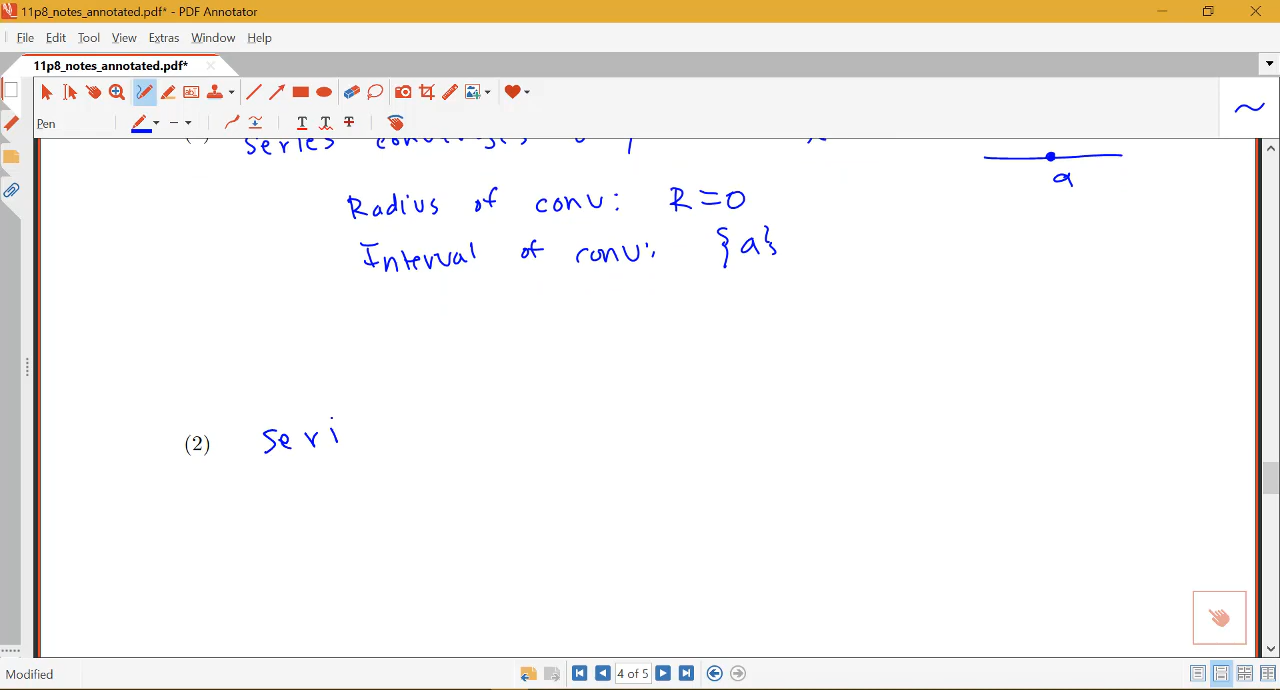 11p8_notes_annotated.pdf* - PDF Annotator
File Edit Tool View Extras Window Help
11p8_notes_annotated.pdf*
Pen
series
a
Radius of conv: R=0
Interval of conv: {a}
(2) seri
Modified
4 of 5